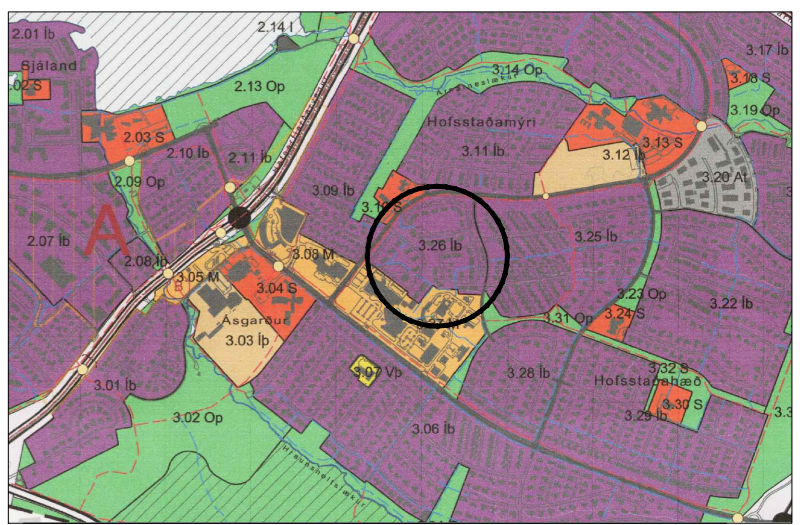 2.14 I
2.01 Íb
3.17 Íb
Sjáland
3.14 Op
3.18 S
.02 S
2.13 Op
3.19 Op
Hofsstaðamýri
2.03 S
3.13 S
2.10 Íb
2.11 Íb
3.11 Íb
3.12 Íb
2.09 Op
3.20 At
3.09 Íb
3.10 S
2.07 Íb
A
3.26 Íb
3.25 Íb
2.08 Íb
3.08 M
3.05 M
3.04 S
3.23 Op
3.22 Íb
Ásgarður
3.31 Op
3.24 S
3.03 Íþ
3.07 Vþ
3.28 Íb
3.32 S
3.01 Íb
Hofsstaðahæð
3.30 S
3.02 Op
3.29 Íb
3.06 Íb
Hraunsholtslækur